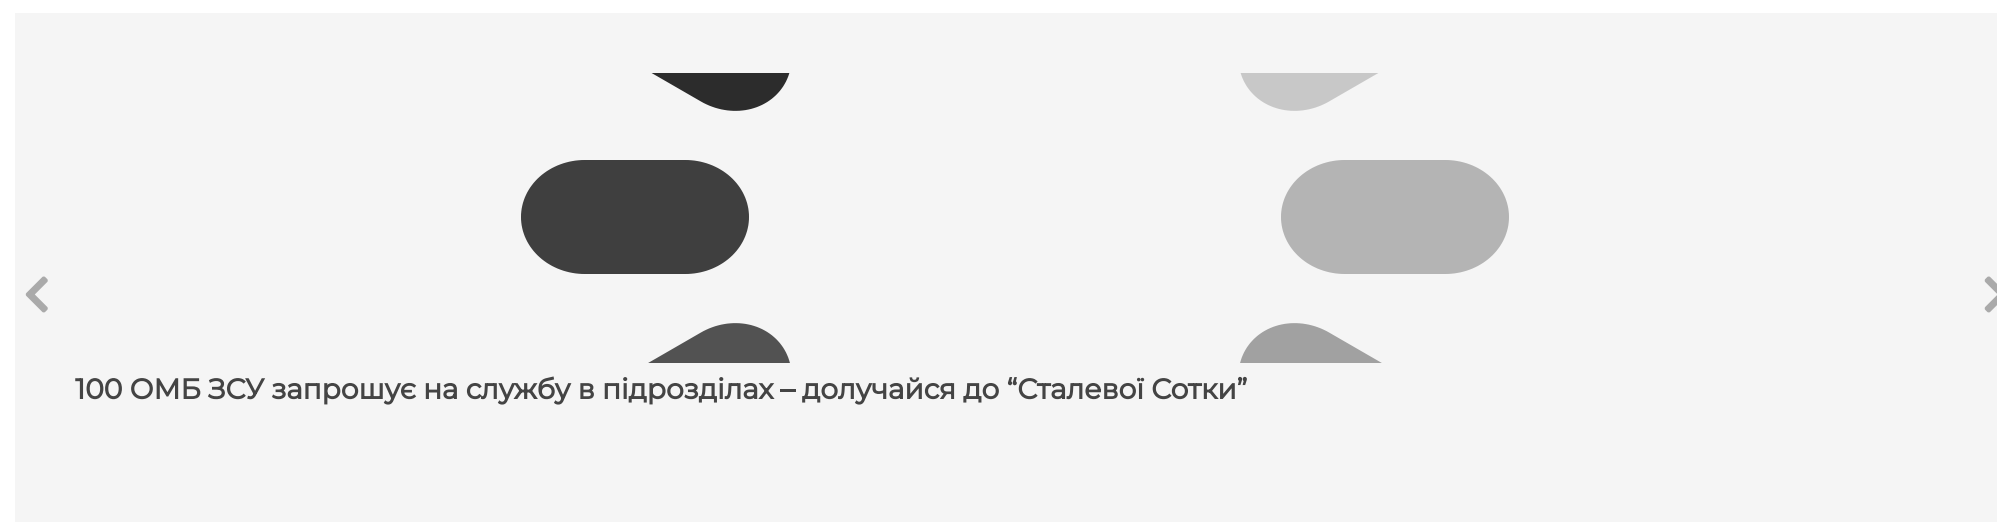 100 ОМБ ЗСУ запрошує на службу в підрозділах – долучайся до “Сталевої Сотки”